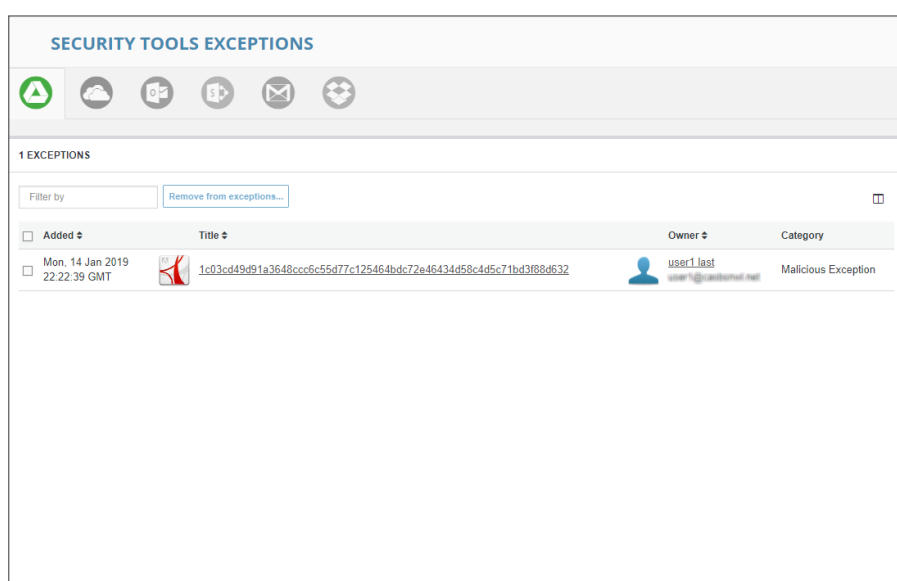 SECURITY TOOLS EXCEPTIONS
1 EXCEPTIONS
Filter by
Remove from exceptions...
Added Title Owner Category
Mon, 14 Jan 2019
22:22:39 GMT
1c03cd49d91a3648ccc6c55d77c125464bdc72e46434d58c4d5c71bd3f88d632
user1 last
Malicious Exception